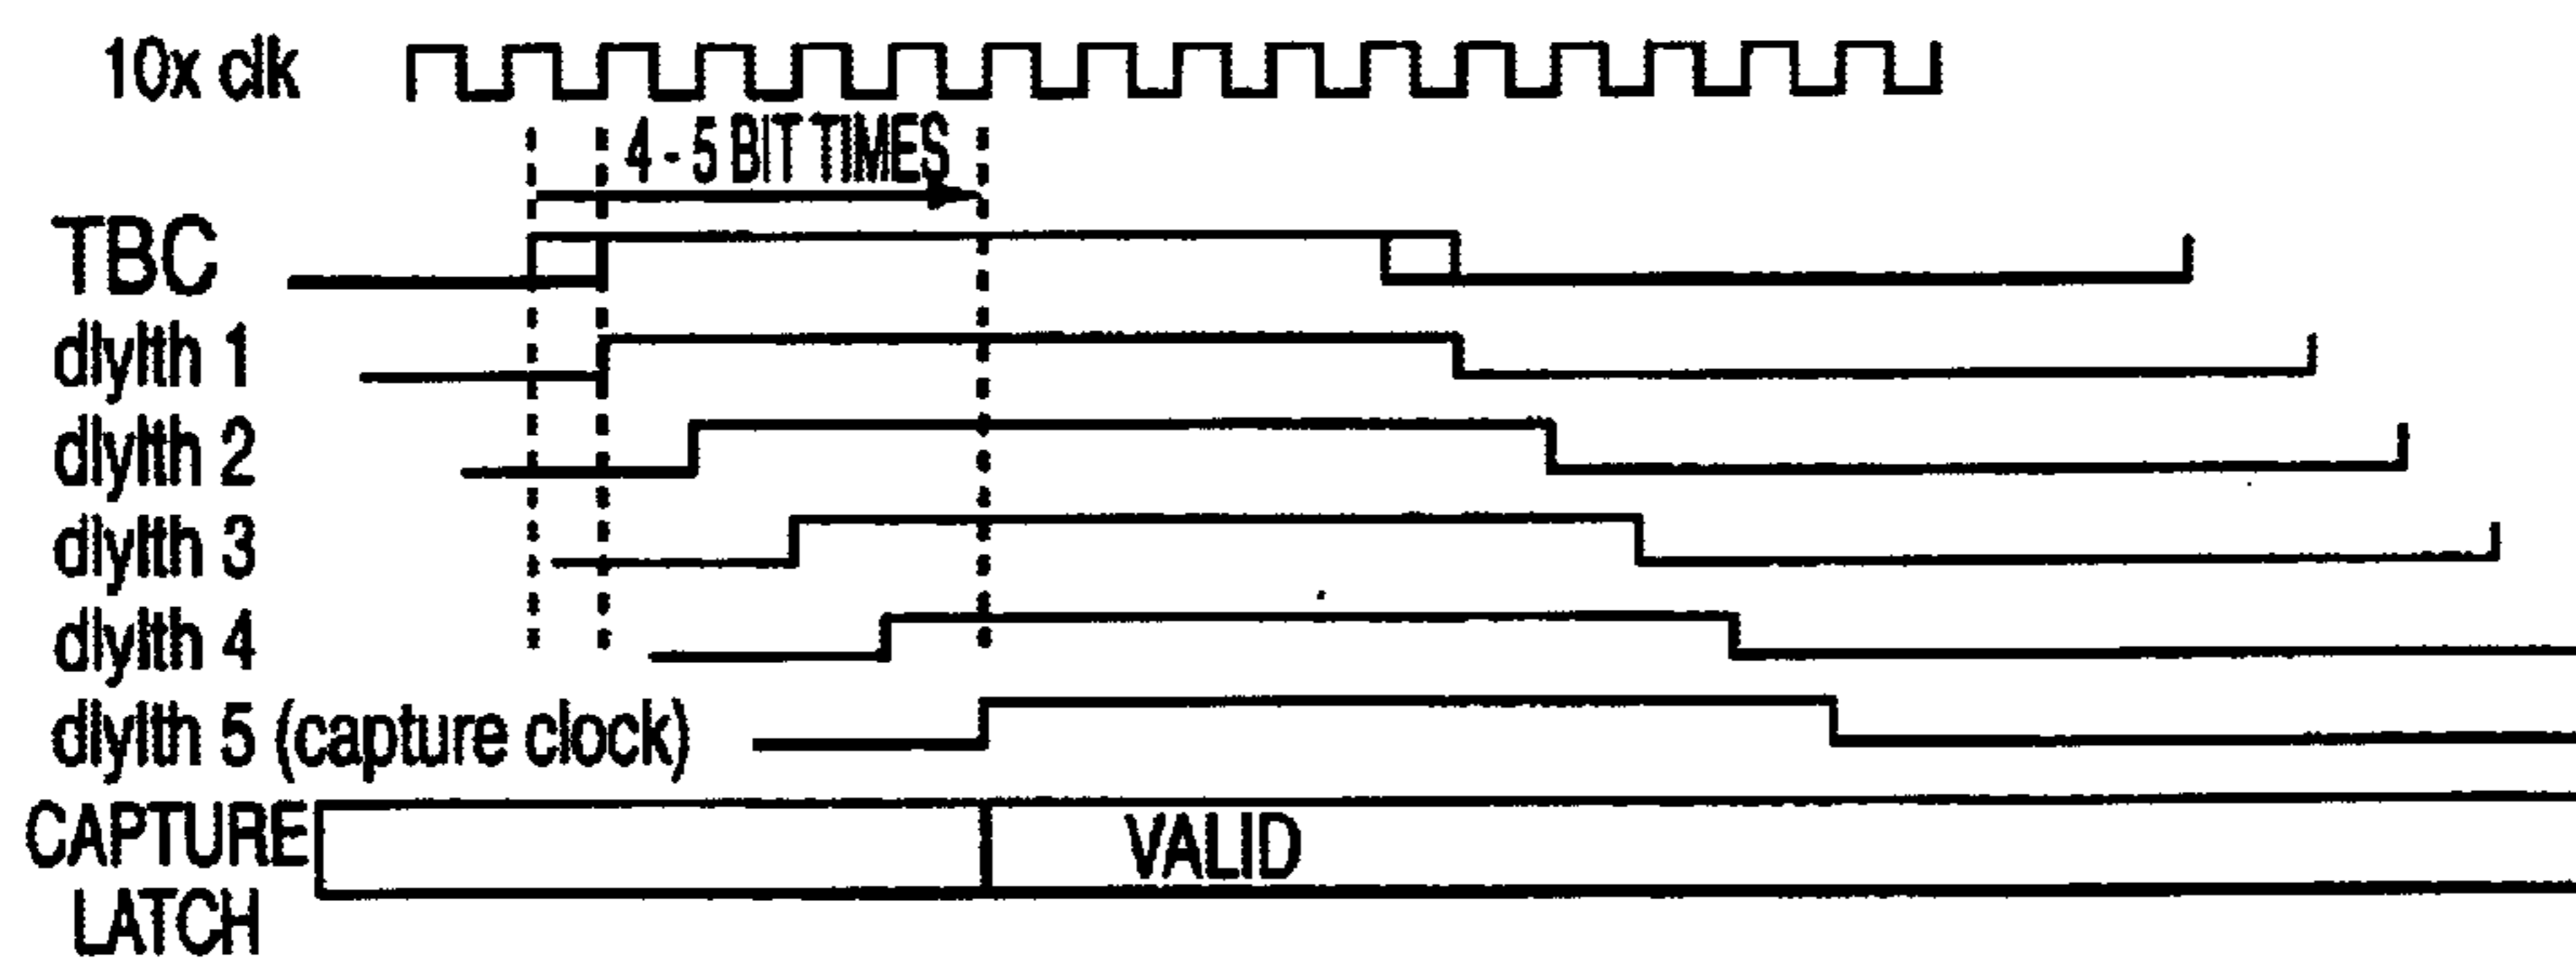 10x clk
4 - 5 BIT TIMES
TBC
dlylth 1
dlylth 2
dlylth 3
dlylth 4
dlylth 5 (capture clock)
CAPTURE
LATCH
VALID